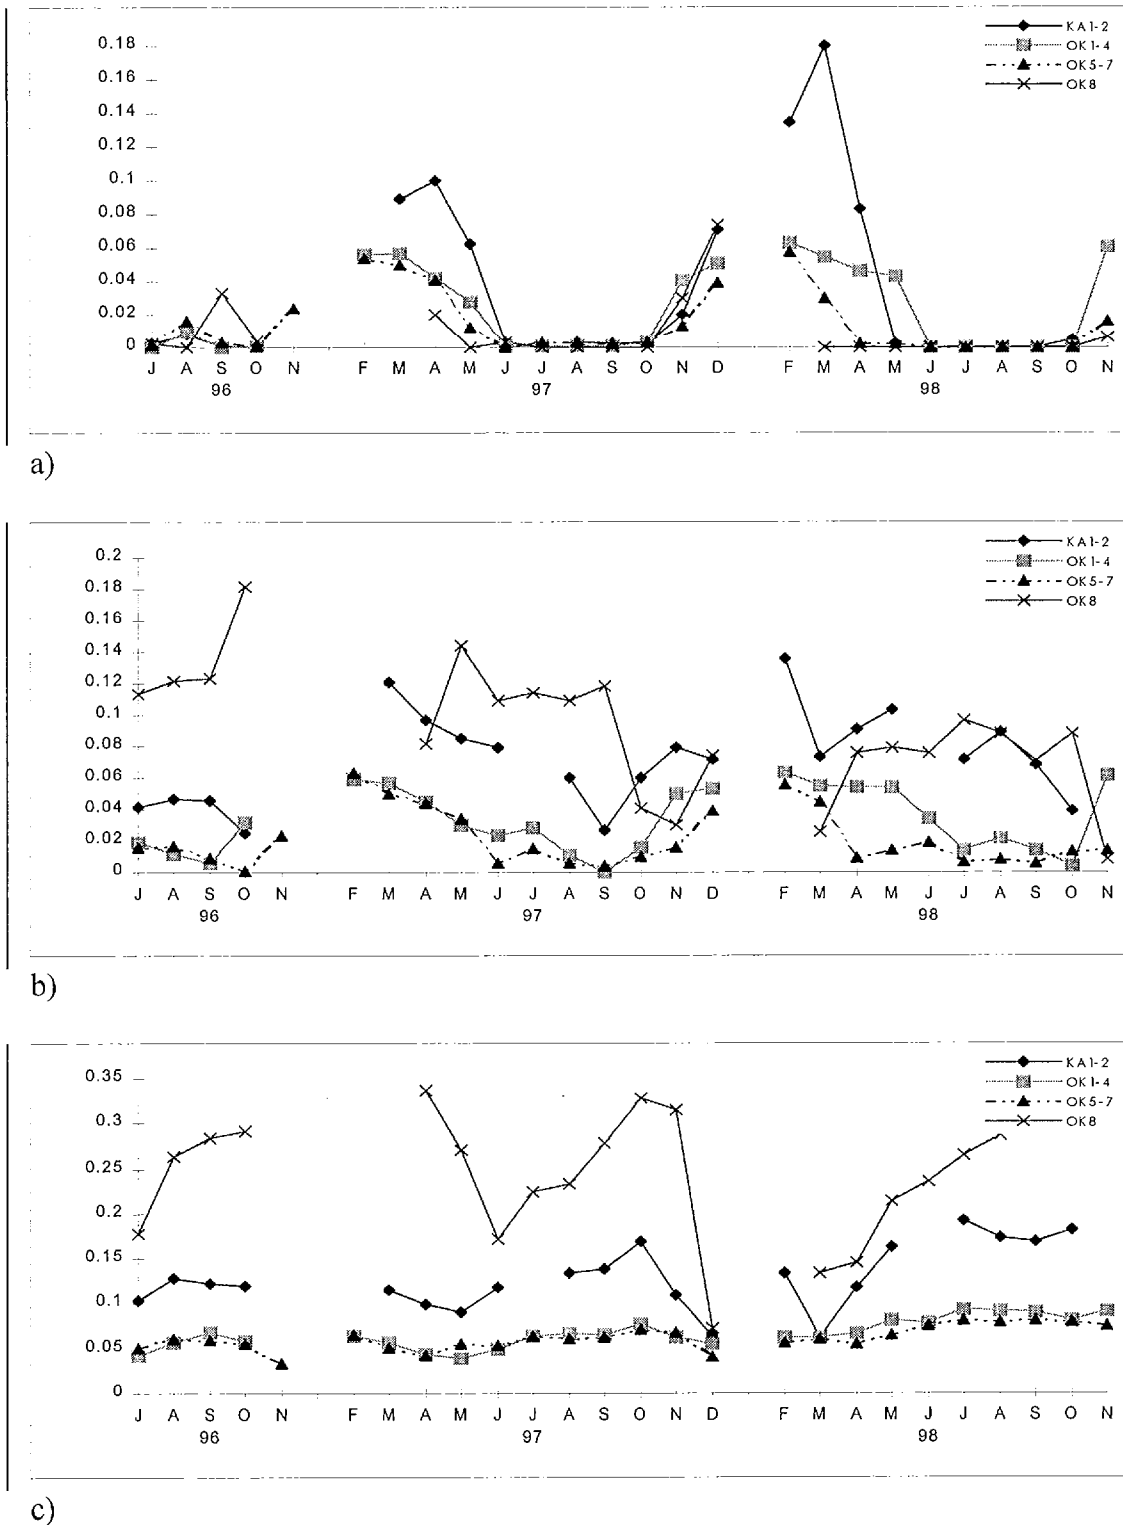 KA1-2
OK1-4
OK5-7
OK8
0.18
0.16
0.14
0.12
0.1
0.08
0.06
0.04
0.02
0
J A S O N F M A M J J A S O N D F M A M J J A S O N
96 97 98
a)
KA1-2
OK1-4
OK5-7
OK8
0.2
0.18
0.16
0.14
0.12
0.1
0.08
0.06
0.04
0.02
0
J A S O N F M A M J J A S O N D F M A M J J A S O N
96 97 98
b)
KA1-2
OK1-4
OK5-7
OK8
0.35
0.3
0.25
0.2
0.15
0.1
0.05
0
J A S O N F M A M J J A S O N D F M A M J J A S O N
96 97 98
c)